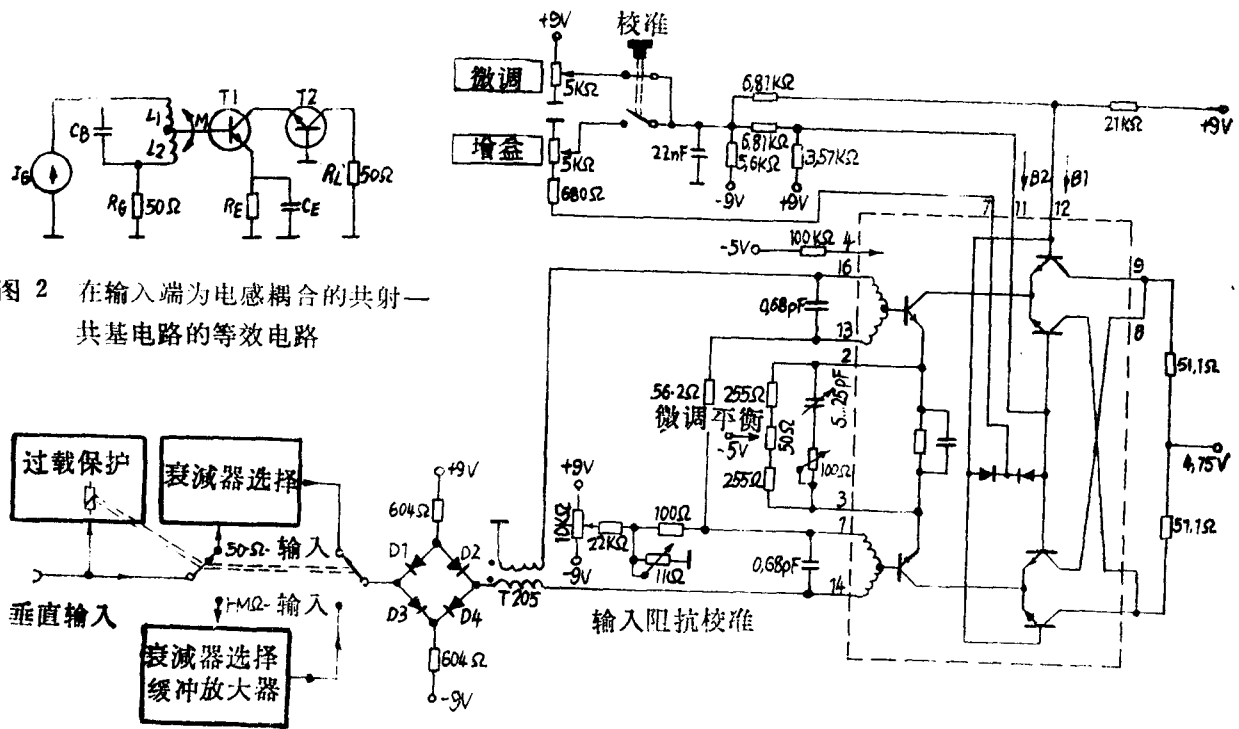 +9V
校准
微调
5KΩ
增益
5KΩ
680Ω
22nF
6,81KΩ
6,81KΩ
5,6KΩ
-9V
3,57KΩ
+9V
21KΩ
+9V
B2
B1
7
11
12
T1
T2
CB
L1
L2
M
IG
RG
50Ω
RE
CE
RL
50Ω
图 2 在输入端为电感耦合的共射—
共基电路的等效电路
-5V
100KΩ
4
16
0,68pF
13
2
56.2Ω
255Ω
5..25pF
微调平衡
-5V
50Ω
255Ω
100Ω
3
1
0,68pF
14
9
8
51,1Ω
4,75V
51,1Ω
过载保护
衰减器选择
50-Ω-输入
垂直输入
1-MΩ-输入
衰减器选择
缓冲放大器
+9V
604Ω
D1
D2
D3
D4
604Ω
-9V
T205
+9V
10KΩ
-9V
22KΩ
100Ω
1KΩ
输入阻抗校准